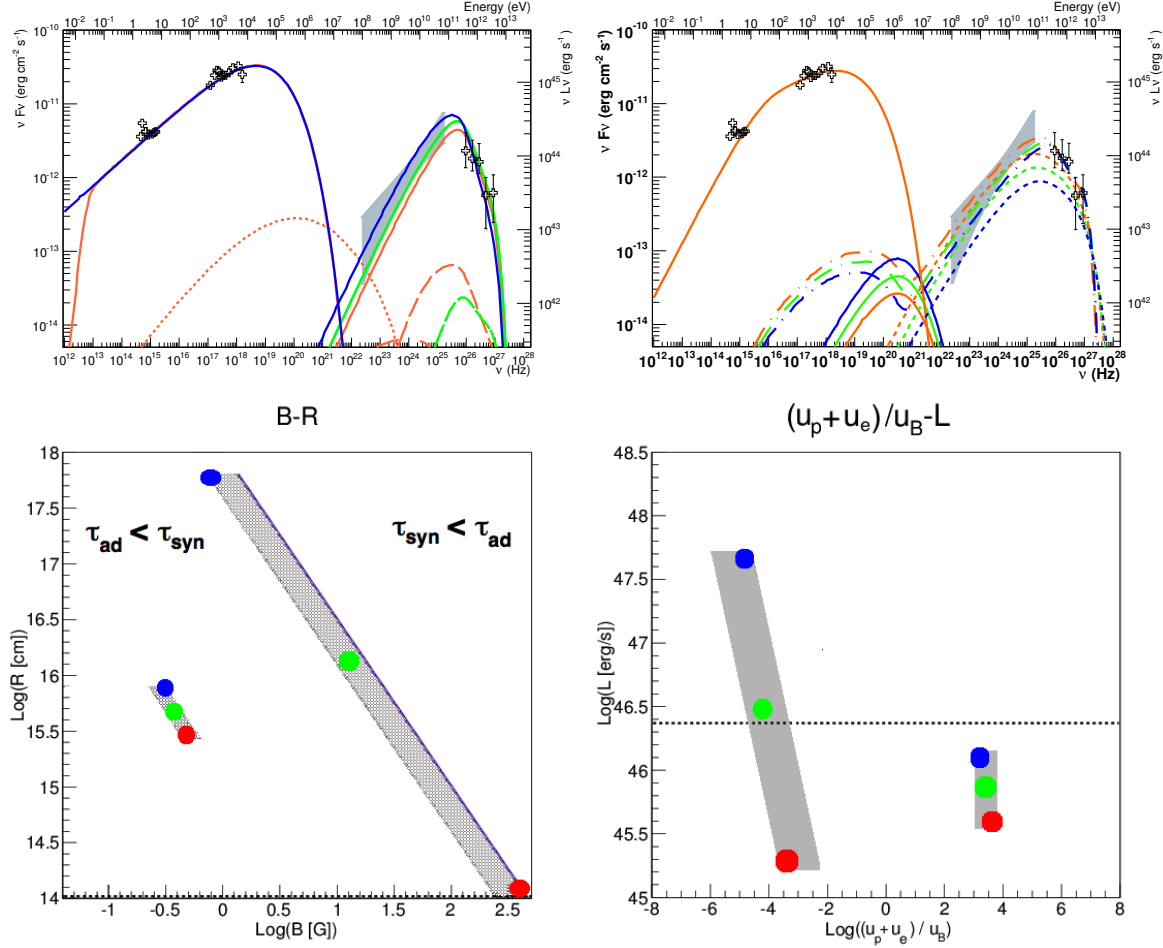 Energy (eV)
10⁻² 10⁻¹ 1 10 10² 10³ 10⁴ 10⁵ 10⁶ 10⁷ 10⁸ 10⁹ 10¹⁰ 10¹¹ 10¹² 10¹³
ν Fν (erg cm⁻² s⁻¹)
10⁻¹⁰
10⁻¹¹
10⁻¹²
10⁻¹³
10⁻¹⁴
ν Lν (erg s⁻¹)
10⁴⁵
10⁴⁴
10⁴³
10⁴²
10¹² 10¹³ 10¹⁴ 10¹⁵ 10¹⁶ 10¹⁷ 10¹⁸ 10¹⁹ 10²⁰ 10²¹ 10²² 10²³ 10²⁴ 10²⁵ 10²⁶ 10²⁷ 10²⁸
ν (Hz)
Energy (eV)
10⁻² 10⁻¹ 1 10 10² 10³ 10⁴ 10⁵ 10⁶ 10⁷ 10⁸ 10⁹ 10¹⁰ 10¹¹ 10¹² 10¹³
ν Fν (erg cm⁻² s⁻¹)
10⁻¹⁰
10⁻¹¹
10⁻¹²
10⁻¹³
10⁻¹⁴
ν Lν (erg s⁻¹)
10⁴⁵
10⁴⁴
10⁴³
10⁴²
10¹² 10¹³ 10¹⁴ 10¹⁵ 10¹⁶ 10¹⁷ 10¹⁸ 10¹⁹ 10²⁰ 10²¹ 10²² 10²³ 10²⁴ 10²⁵ 10²⁶ 10²⁷ 10²⁸
ν (Hz)
B-R
Log(R [cm])
18
17.5
17
16.5
16
15.5
15
14.5
14
τ_ad < τ_syn
τ_syn < τ_ad
-1 -0.5 0 0.5 1 1.5 2 2.5
Log(B [G])
(u_p+u_e)/u_B-L
Log(L [erg/s])
48.5
48
47.5
47
46.5
46
45.5
45
-8 -6 -4 -2 0 2 4 6 8
Log((u_p+u_e) / u_B)